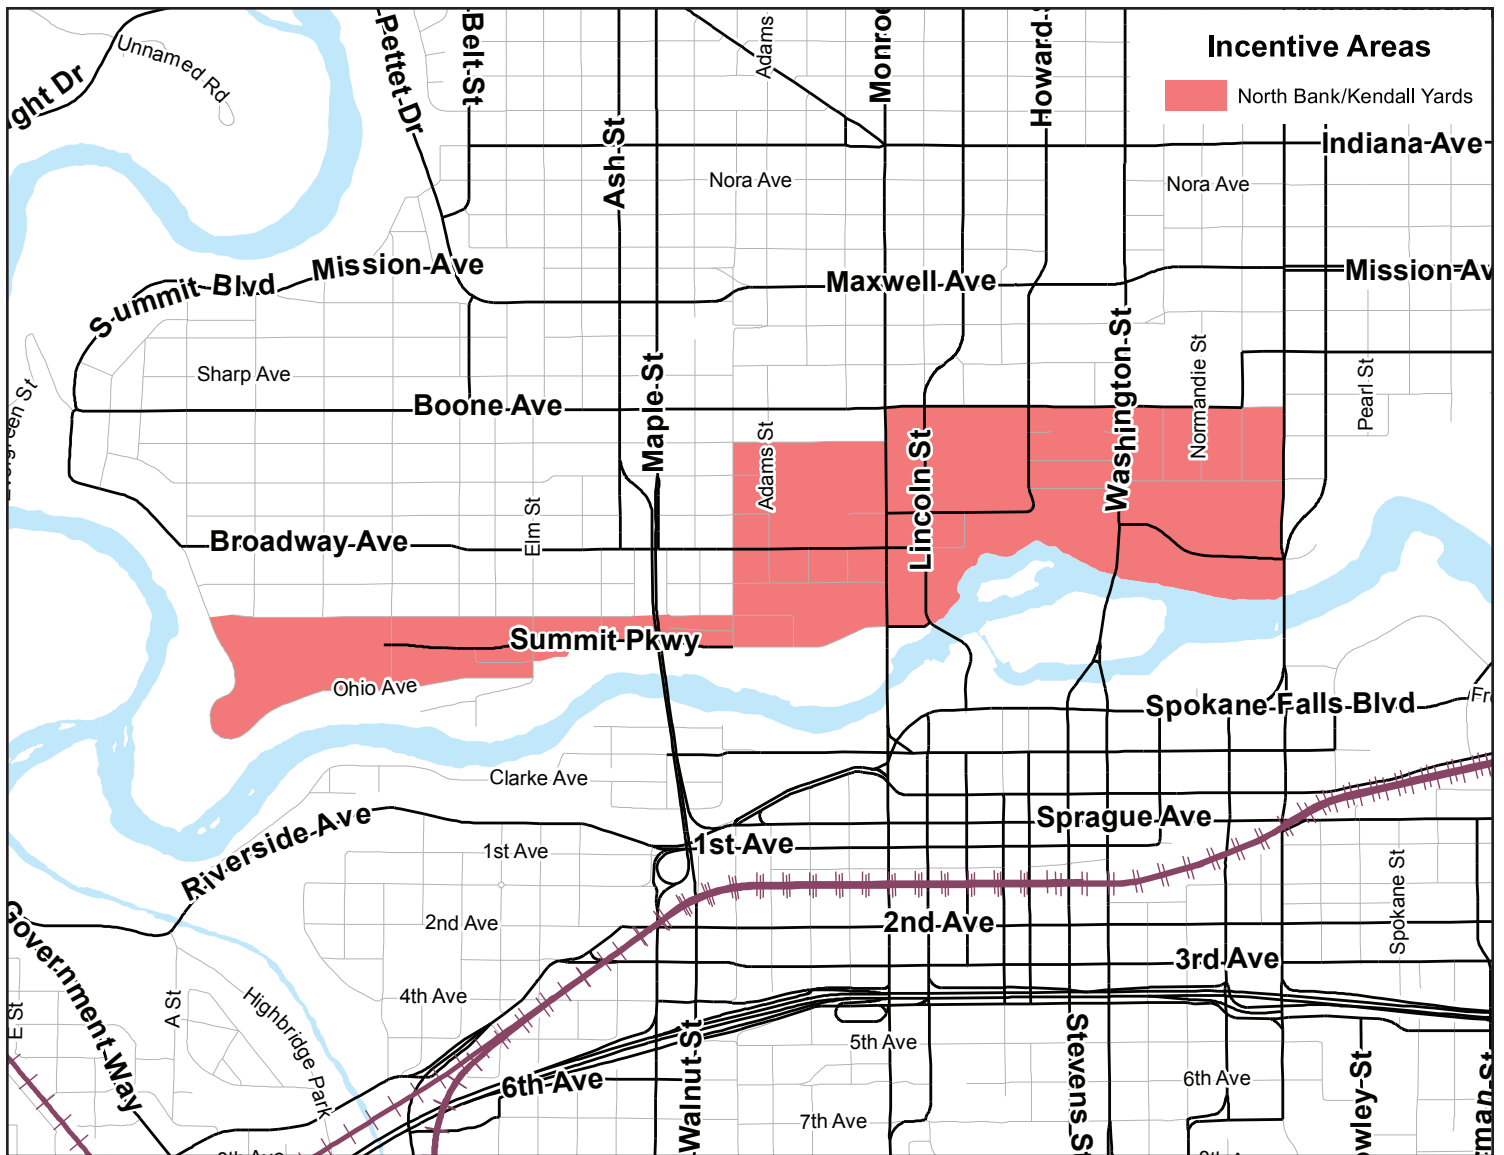 Incentive Areas
North Bank/Kendall Yards
Unnamed Rd
Pettet Dr
Belt St
Adams
Ash St
Indiana Ave
Nora Ave
Nora Ave
Mission Ave
Summit Blvd
Maxwell Ave
Sharp Ave
Boone Ave
Maple St
Adams St
Lincoln St
Washington St
Normandie St
Pearl St
Broadway Ave
Elm St
Summit Pkwy
Ohio Ave
Spokane Falls Blvd
Clarke Ave
Riverside Ave
Sprague Ave
1st Ave
1st Ave
2nd Ave
2nd Ave
3rd Ave
Spokane St
Government Way
4th Ave
A St
E St
Highbridge Park
5th Ave
6th Ave
6th Ave
7th Ave
Walnut St
Stevens St